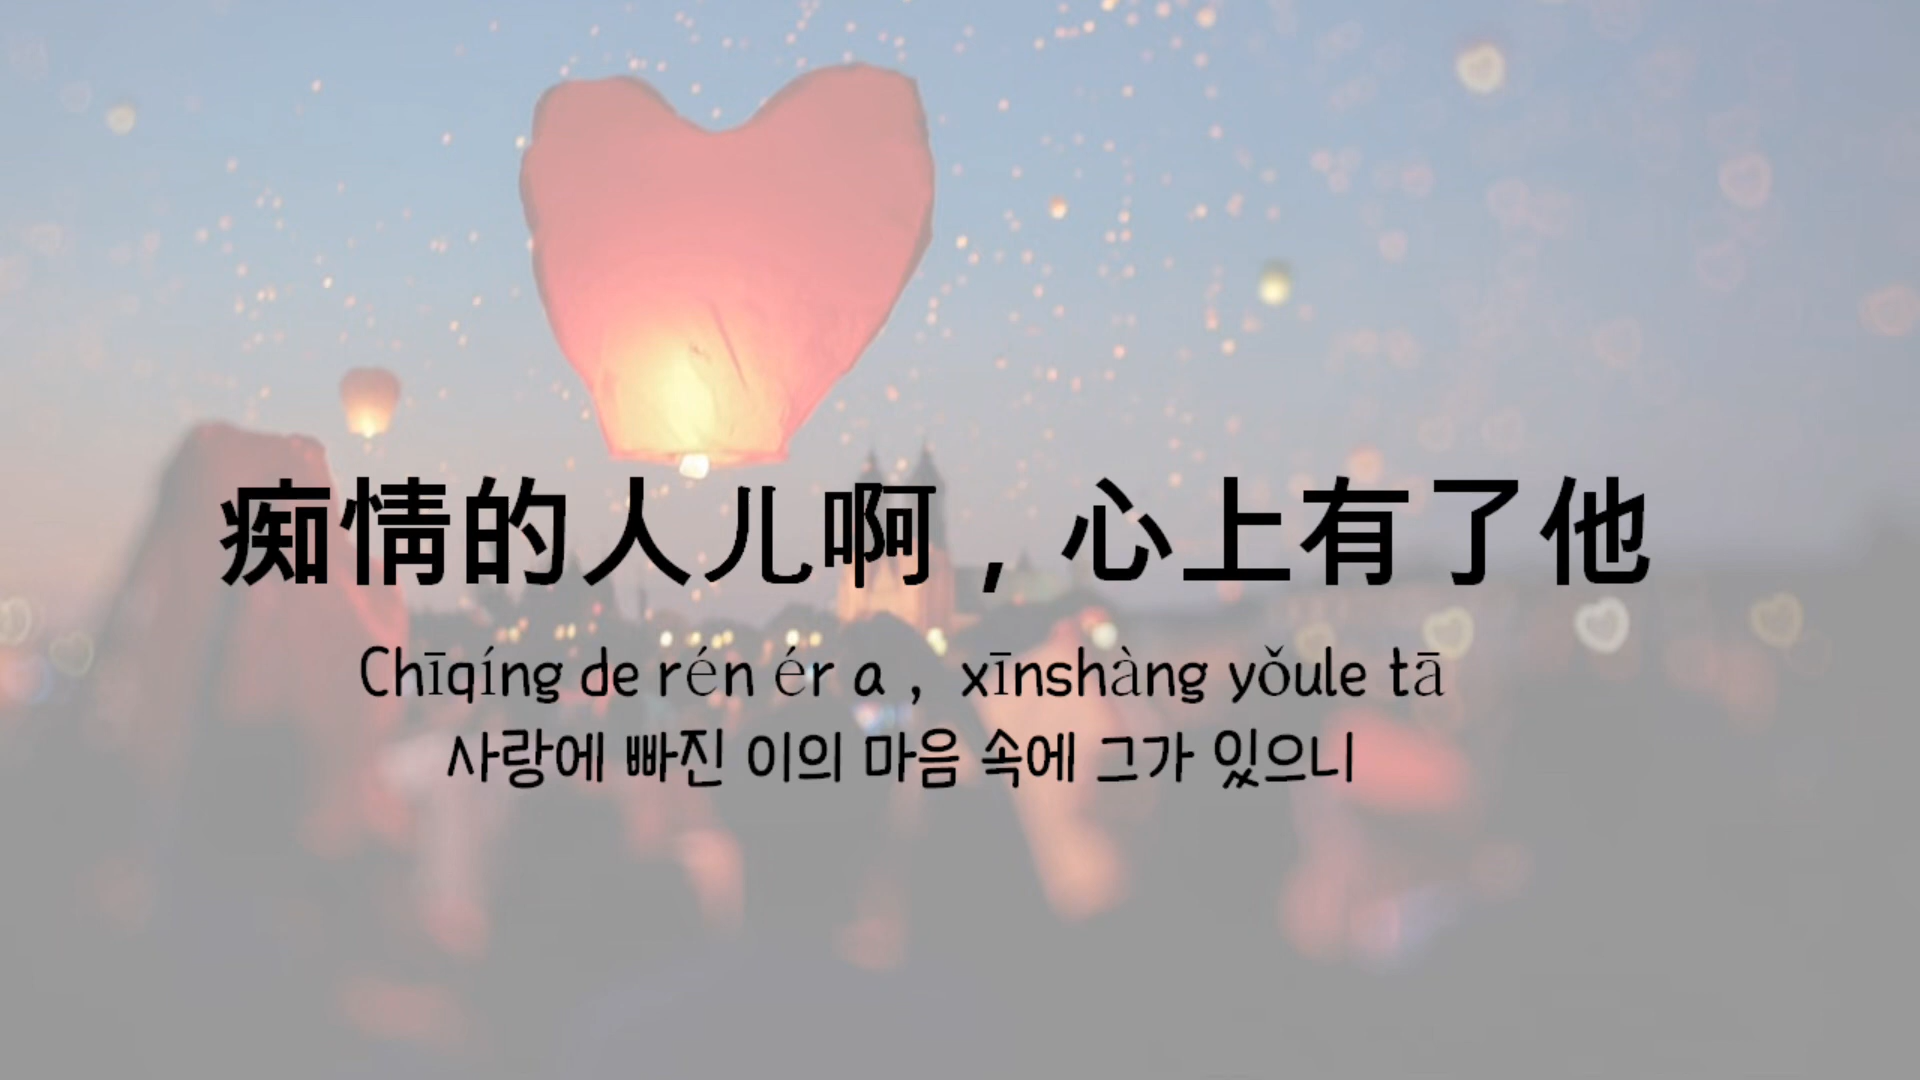 痴情的人儿啊，心上有了他
Chīqíng de rén ér a， xīnshàng yǒule tā
사랑에 빠진 이의 마음 속에 그가 있으니